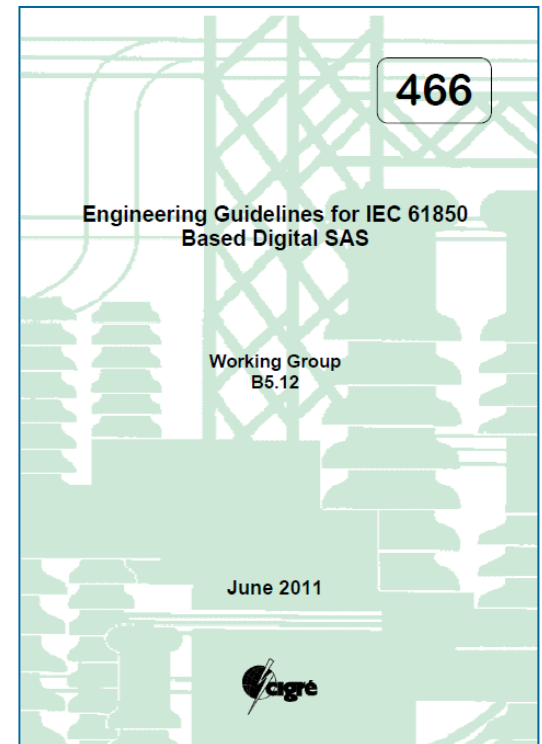 466
Engineering Guidelines for IEC 61850
Based Digital SAS
Working Group
B5.12
June 2011
cigré